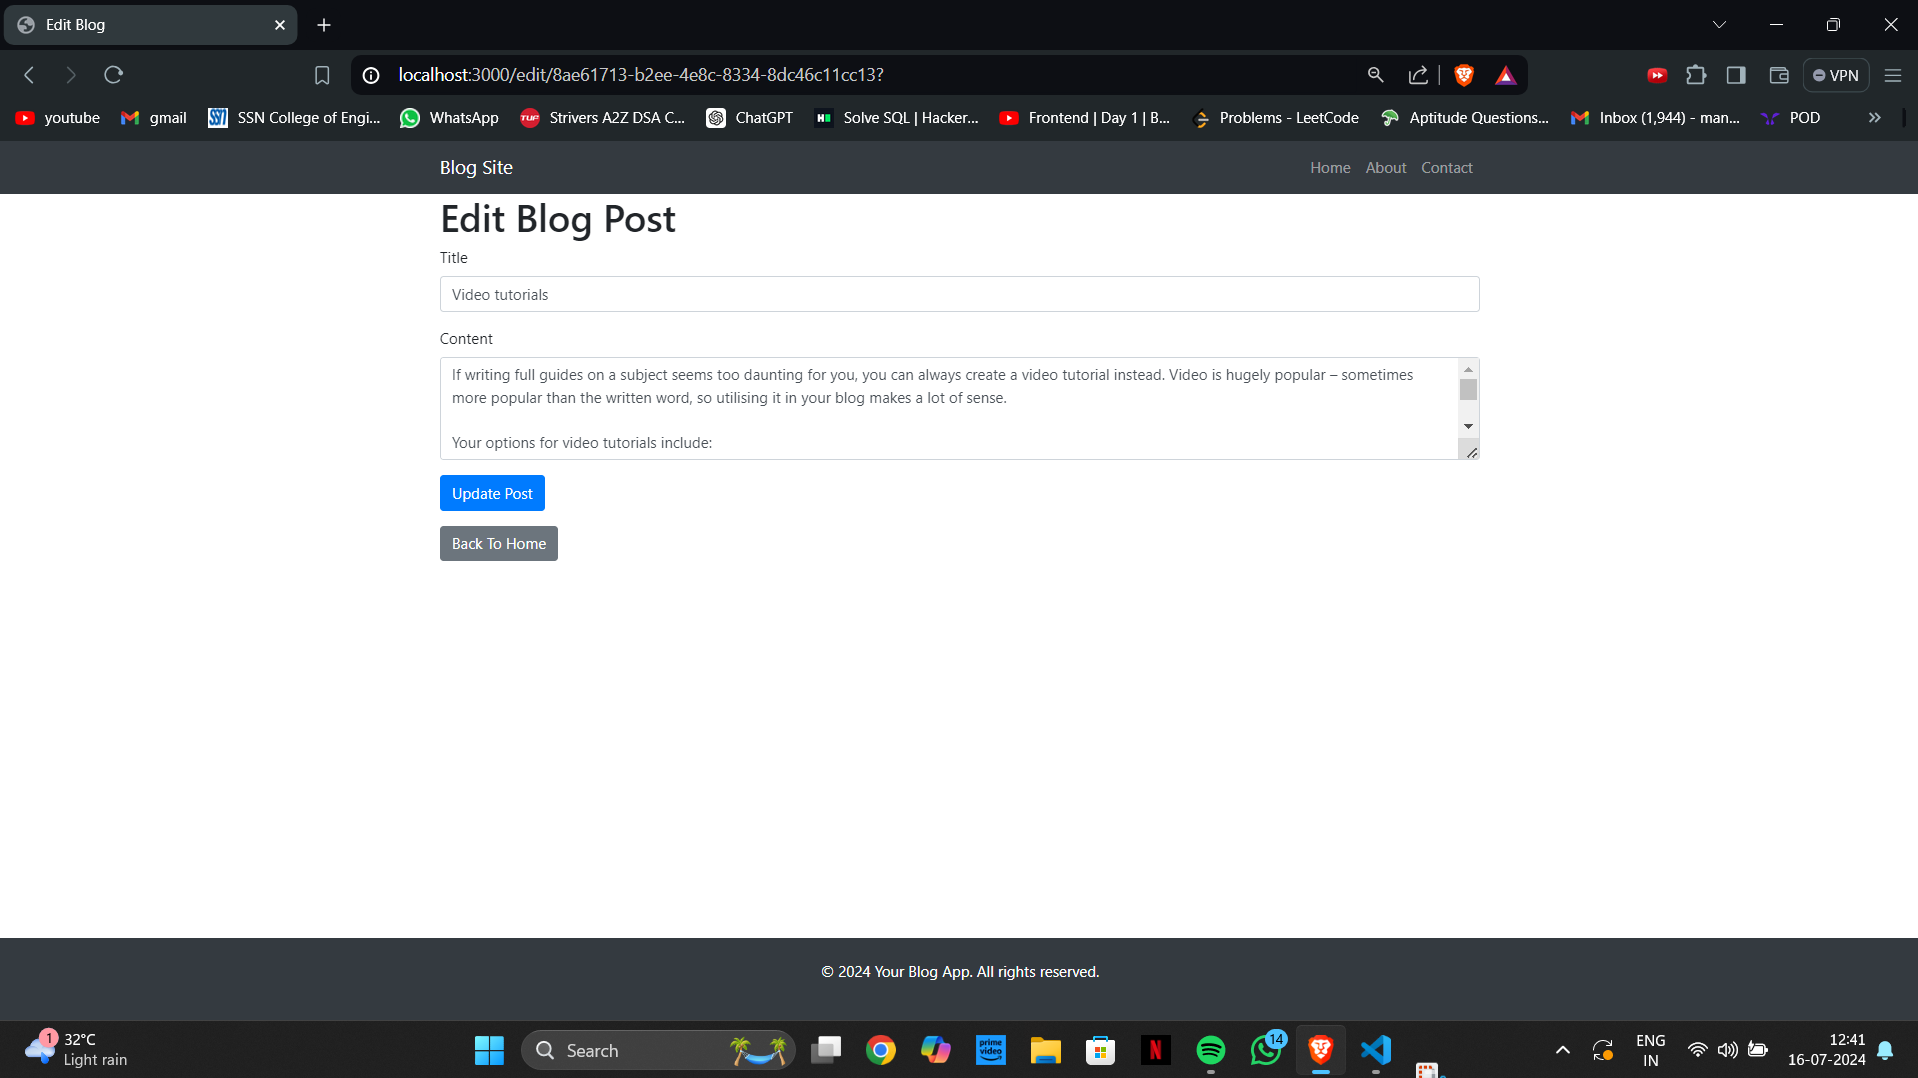 Edit Blog
localhost:3000/edit/8ae61713-b2ee-4e8c-8334-8dc46c11cc13?
VPN
youtube
gmail
SSN College of Engi...
WhatsApp
TUF
Strivers A2Z DSA C...
ChatGPT
Solve SQL | Hacker...
Frontend | Day 1 | B...
Problems - LeetCode
Aptitude Questions...
Inbox (1,944) - man...
POD
Blog Site
Home About Contact
Edit Blog Post
Title
Video tutorials
Content
If writing full guides on a subject seems too daunting for you, you can always create a video tutorial instead. Video is hugely popular – sometimes
more popular than the written word, so utilising it in your blog makes a lot of sense.
Your options for video tutorials include:
Update Post
Back To Home
© 2024 Your Blog App. All rights reserved.
1
32°C
Light rain
Search
prime
video
N
14
ENG
IN
12:41
16-07-2024